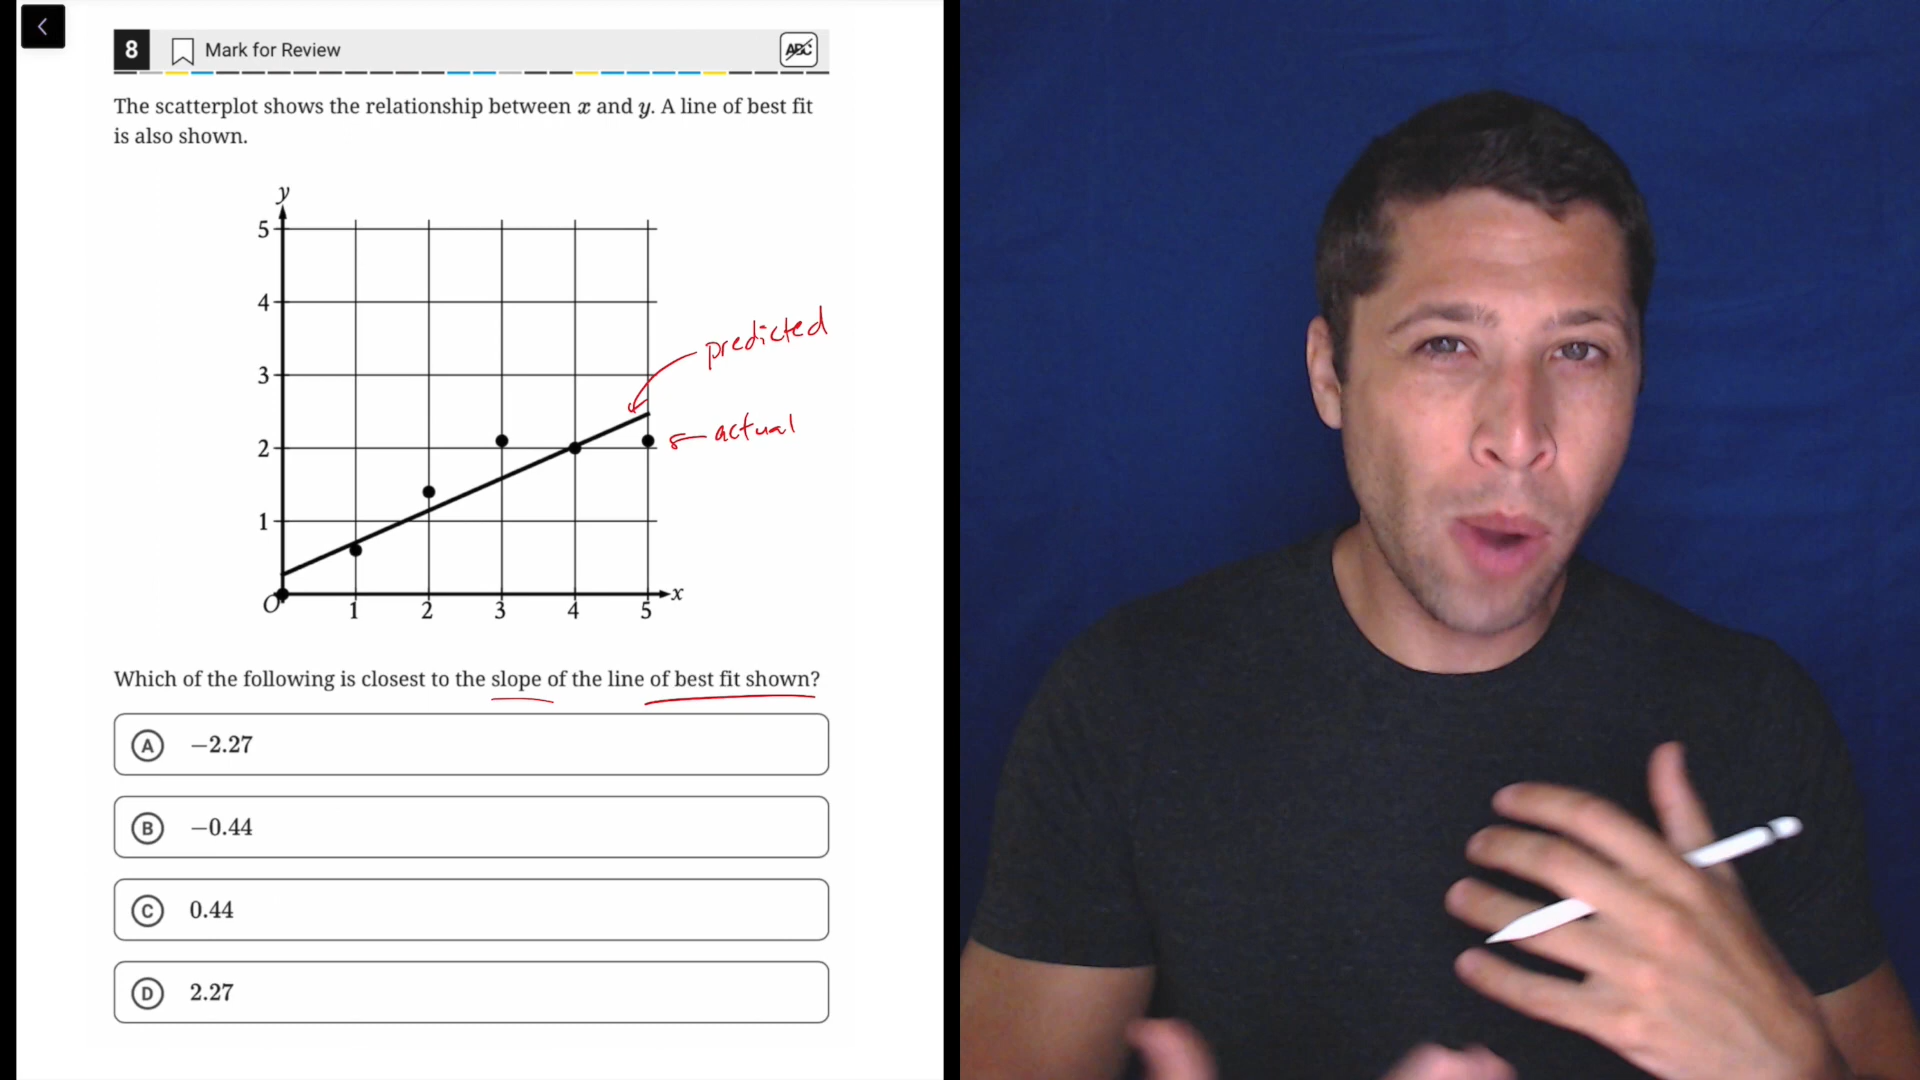 8 Mark for Review ABC
The scatterplot shows the relationship between x and y. A line of best fit
is also shown.
y
5
4
predicted
3
actual
2
1
O 1 2 3 4 5 x
Which of the following is closest to the slope of the line of best fit shown?
A −2.27
B −0.44
C 0.44
D 2.27